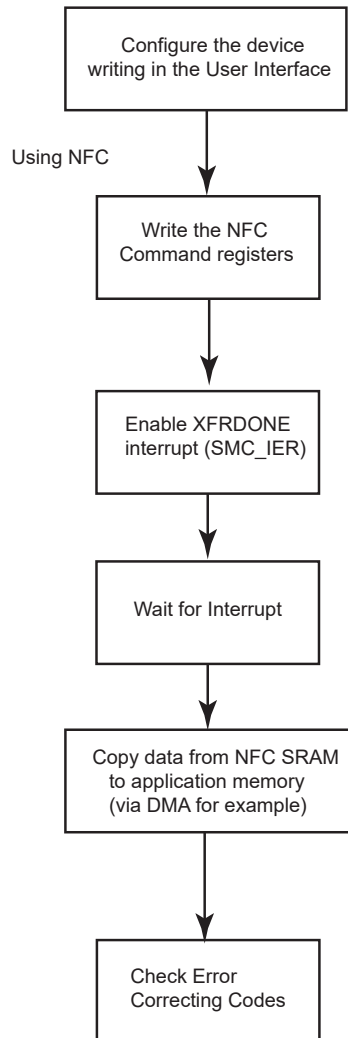 Configure the device
writing in the User Interface
Using NFC
Write the NFC
Command registers
Enable XFRDONE
interrupt (SMC_IER)
Wait for Interrupt
Copy data from NFC SRAM
to application memory
(via DMA for example)
Check Error
Correcting Codes